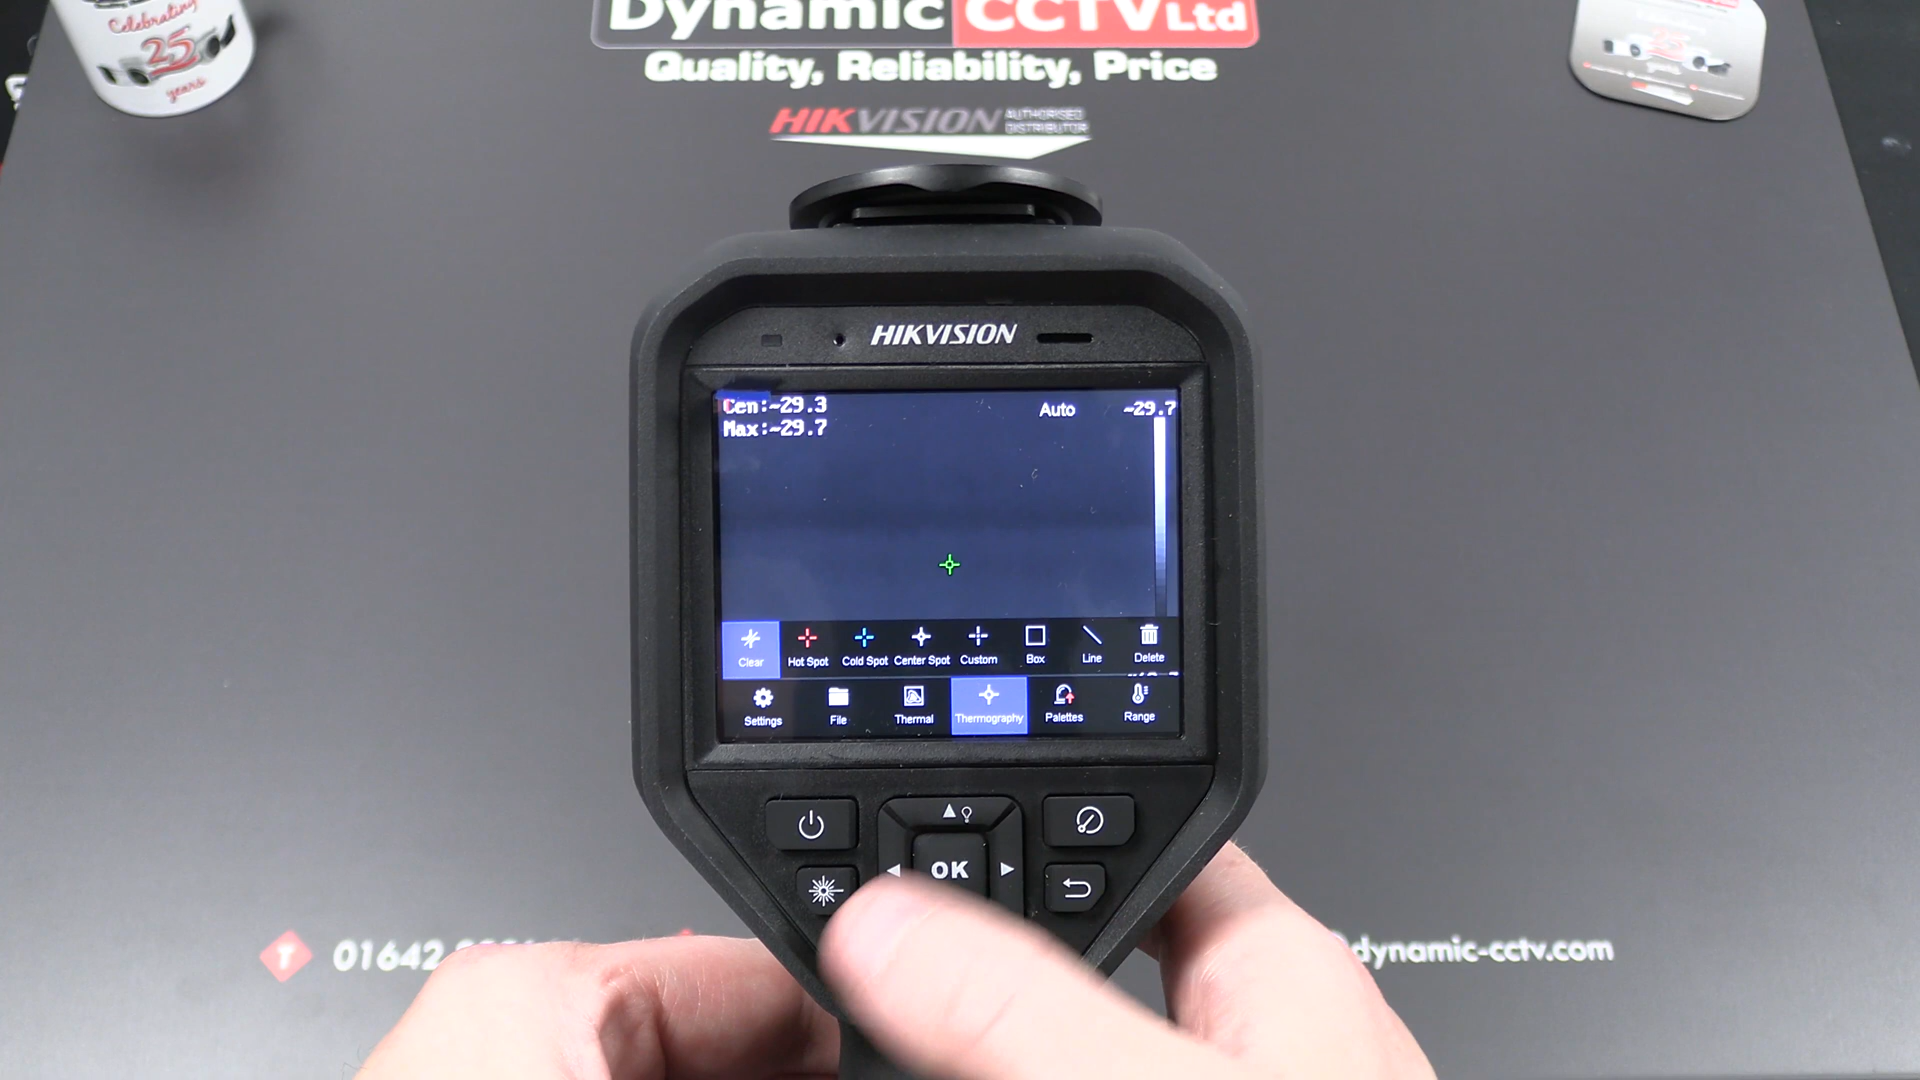 Celebrating
25
years
Dynamic CCTV Ltd
Quality, Reliability, Price
HIKVISION AUTHORISED DISTRIBUTOR
years
HIKVISION
Cen:~29.3
Max:~29.7
Auto
~29.7
Clear
Hot Spot
Cold Spot
Center Spot
Custom
Box
Line
Delete
Settings
File
Thermal
Thermography
Palettes
Range
OK
01642
dynamic-cctv.com